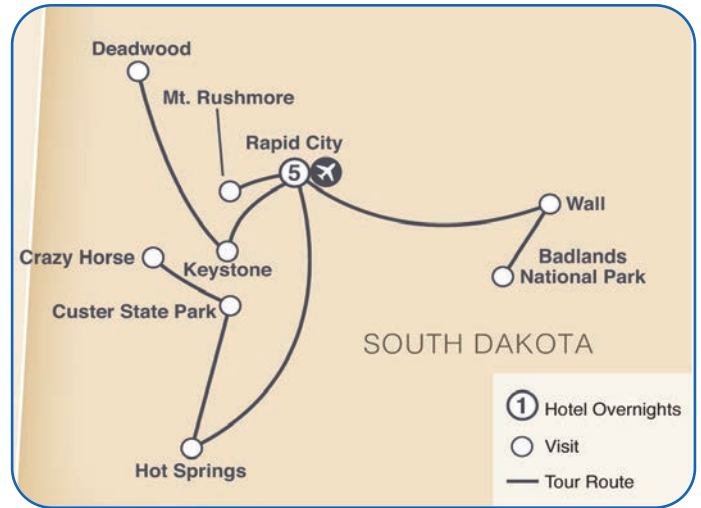 Deadwood
Mt. Rushmore
Rapid City
5
Wall
Crazy Horse
Keystone
Badlands
National Park
Custer State Park
SOUTH DAKOTA
Hot Springs
1 Hotel Overnights
Visit
Tour Route